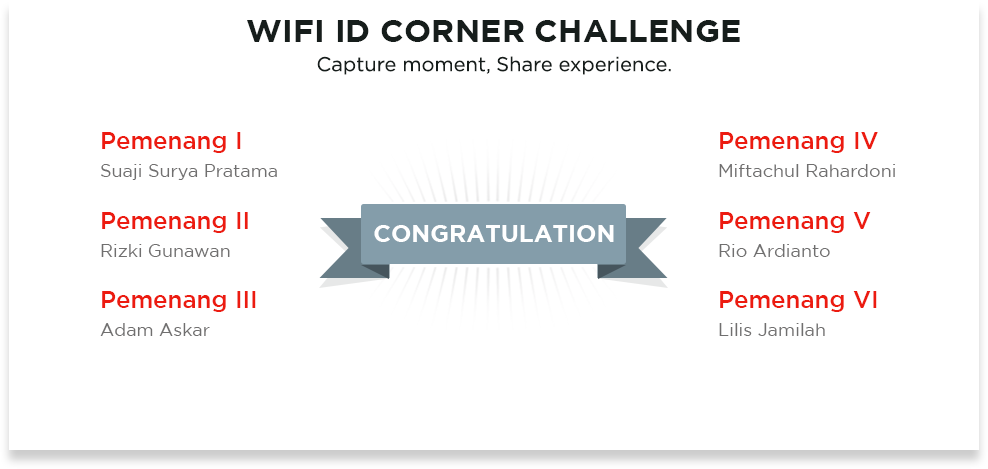 WIFI ID CORNER CHALLENGE
Capture moment, Share experience.
Pemenang I
Suaji Surya Pratama
Pemenang II
Rizki Gunawan
Pemenang III
Adam Askar
CONGRATULATION
Pemenang IV
Miftachul Rahardoni
Pemenang V
Rio Ardianto
Pemenang VI
Lilis Jamilah